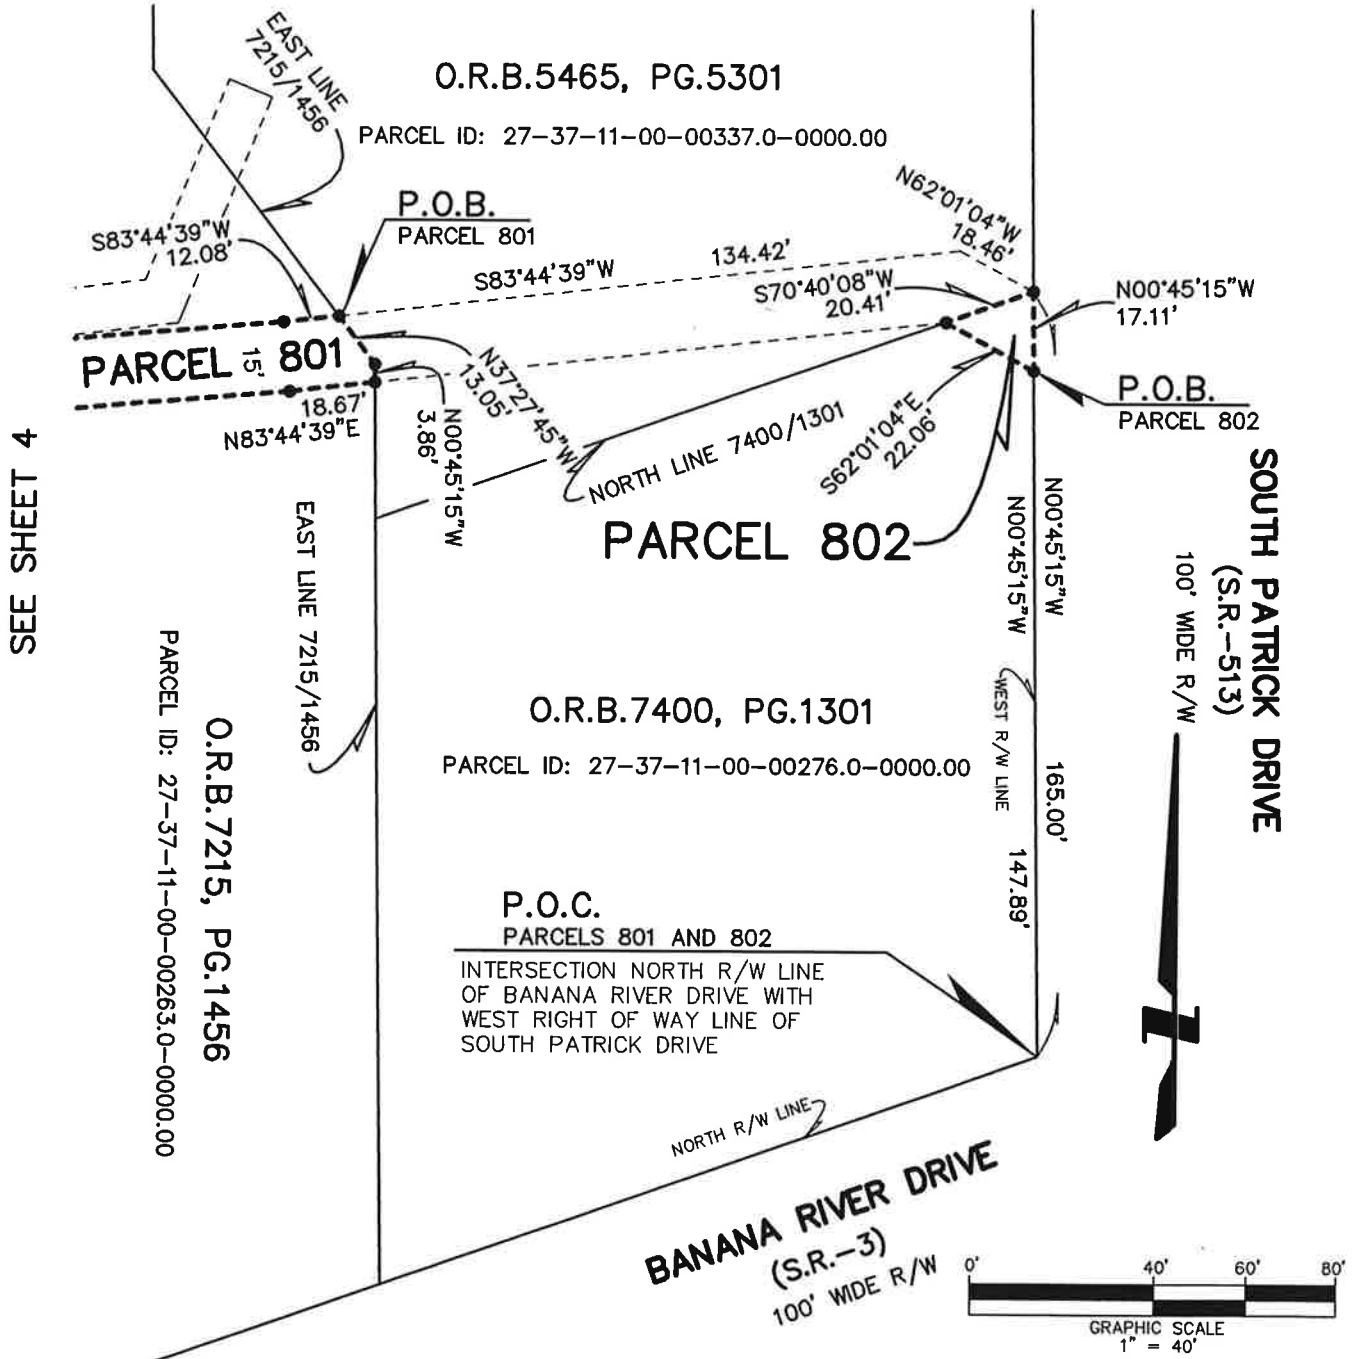 EAST LINE
7215/1456
O.R.B.5465, PG.5301
PARCEL ID: 27-37-11-00-00337.0-0000.00
P.O.B.
PARCEL 801
N62°01'04"W
18.46'
S83°44'39"W
12.08'
S83°44'39"W
134.42'
S70°40'08"W
20.41'
N00°45'15"W
17.11'
PARCEL 801
15'
N37°27'45"W
13.05'
P.O.B.
PARCEL 802
18.67'
N83°44'39"E
N00°45'15"W
3.86'
NORTH LINE 7400/1301
S62°01'04"E
22.06'
SEE SHEET 4
PARCEL 802
N00°45'15"W
N00°45'15"W
SOUTH PATRICK DRIVE
(S.R.-513)
100' WIDE R/W
EAST LINE 7215/1456
O.R.B.7215, PG.1456
PARCEL ID: 27-37-11-00-00263.0-0000.00
O.R.B.7400, PG.1301
PARCEL ID: 27-37-11-00-00276.0-0000.00
WEST R/W LINE
165.00'
147.89'
P.O.C.
PARCELS 801 AND 802
INTERSECTION NORTH R/W LINE
OF BANANA RIVER DRIVE WITH
WEST RIGHT OF WAY LINE OF
SOUTH PATRICK DRIVE
N
NORTH R/W LINE
BANANA RIVER DRIVE
(S.R.-3)
100' WIDE R/W
0' 40' 60' 80'
GRAPHIC SCALE
1" = 40'